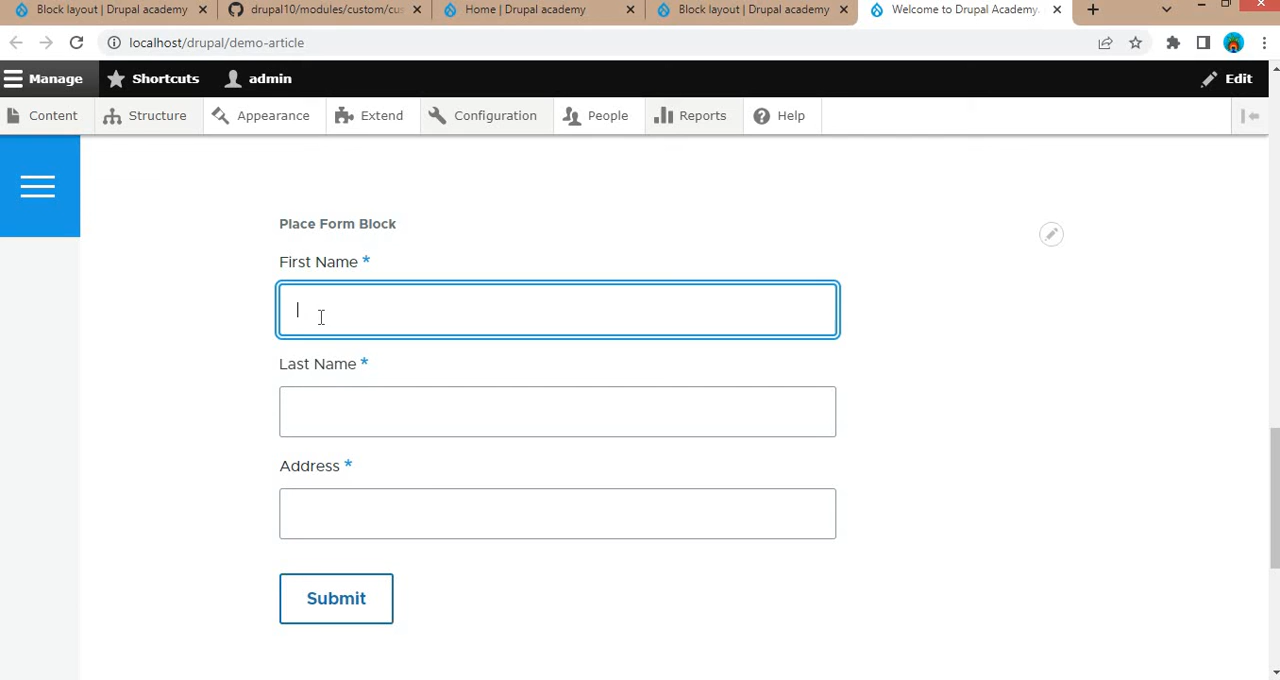 Block layout | Drupal academy
drupal10/modules/custom/cus
Home | Drupal academy
Block layout | Drupal academy
Welcome to Drupal Academy.
localhost/drupal/demo-article
Manage Shortcuts admin Edit
Content Structure Appearance Extend Configuration People Reports Help
Place Form Block
First Name *
Last Name *
Address *
Submit